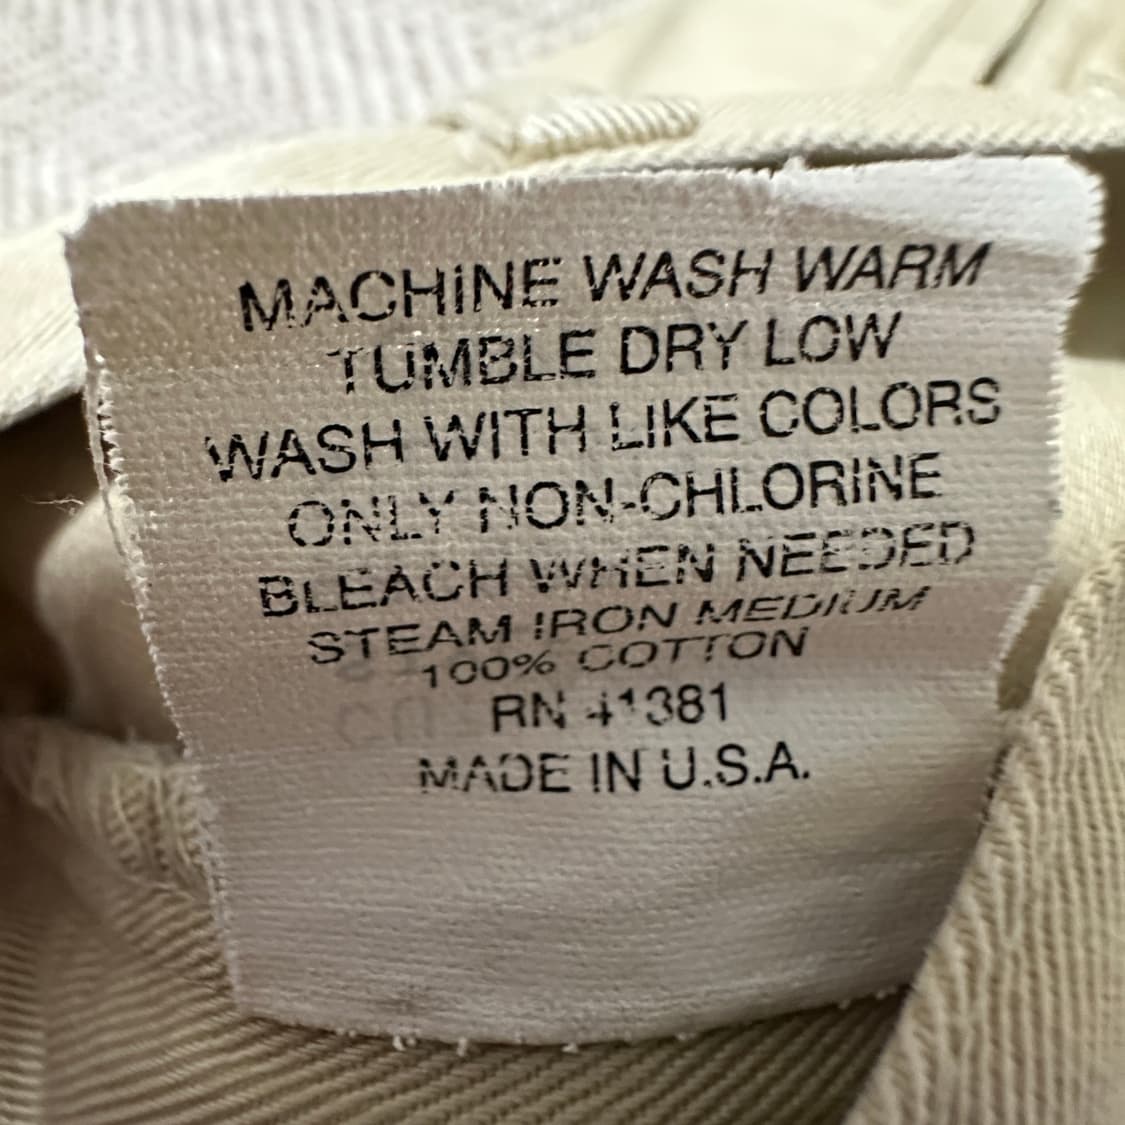 MACHINE WASH WARM
TUMBLE DRY LOW
WASH WITH LIKE COLORS
ONLY NON-CHLORINE
BLEACH WHEN NEEDED
STEAM IRON MEDIUM
100% COTTON
RN 41381
MADE IN U.S.A.